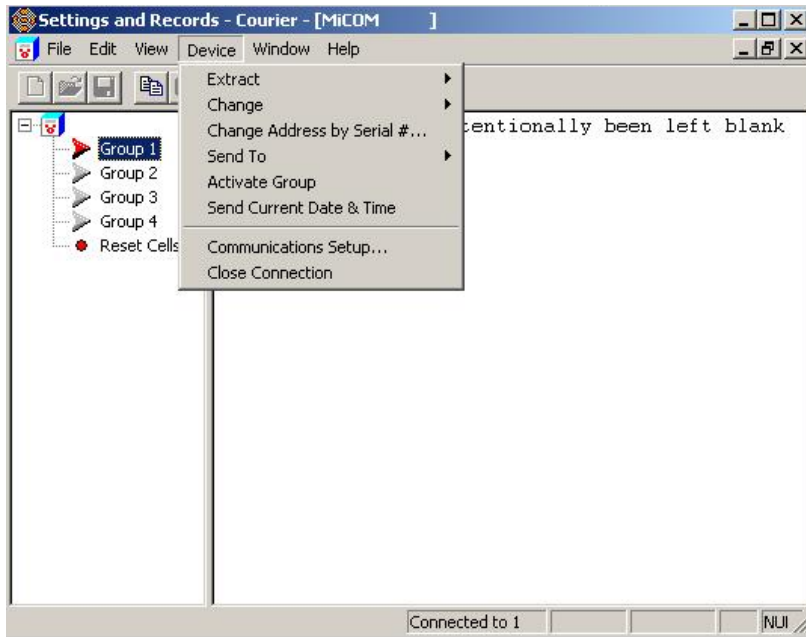 Settings and Records - Courier - [MiCOM ]
File Edit View Device Window Help
Extract
Change
Change Address by Serial #...
Send To
Activate Group
Send Current Date & Time
Communications Setup...
Close Connection
Group 1
Group 2
Group 3
Group 4
Reset Cells
tentionally been left blank
Connected to 1
NUI